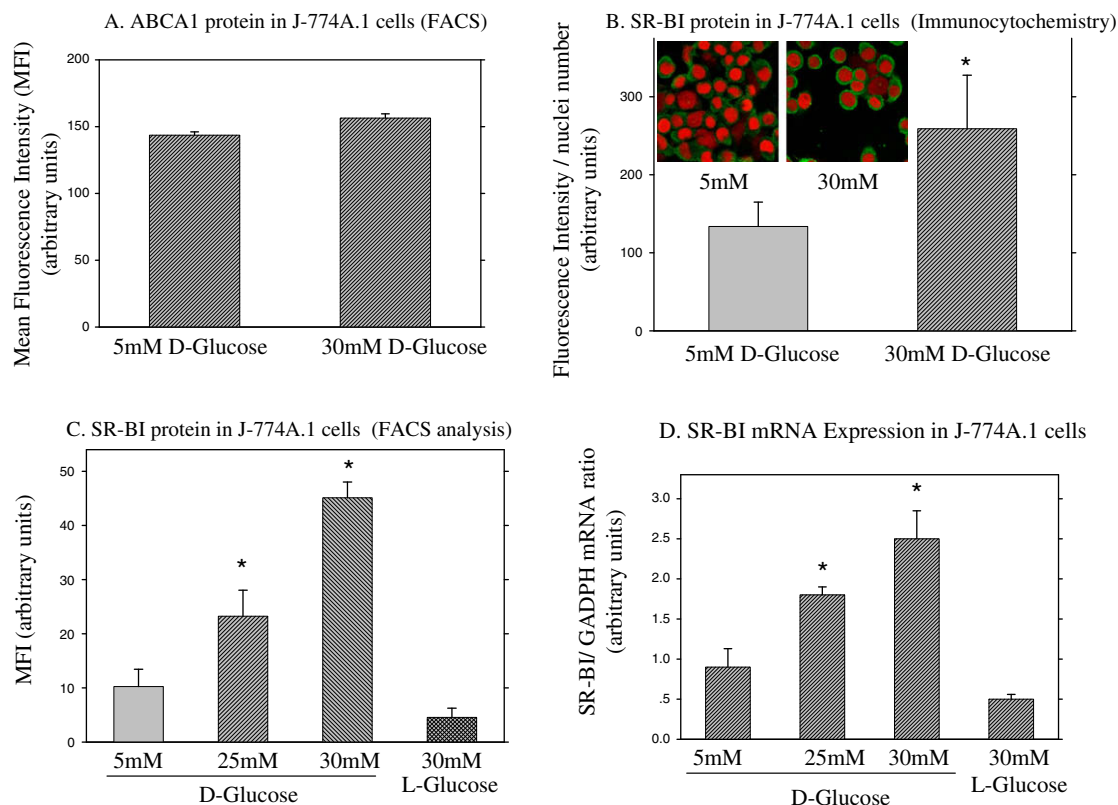 A. ABCA1 protein in J-774A.1 cells (FACS)
Mean Fluorescence Intensity (MFI)
(arbitrary units)
200
150
100
50
0
5mM D-Glucose
30mM D-Glucose
B. SR-BI protein in J-774A.1 cells (Immunocytochemistry)
Fluorescence Intensity / nuclei number
(arbitrary units)
300
200
100
0
5mM
30mM
*
5mM D-Glucose
30mM D-Glucose
C. SR-BI protein in J-774A.1 cells (FACS analysis)
MFI (arbitrary units)
50
40
30
20
10
0
*
*
5mM
25mM
30mM
30mM
D-Glucose
L-Glucose
D. SR-BI mRNA Expression in J-774A.1 cells
SR-BI/ GADPH mRNA ratio
(arbitrary units)
3.0
2.5
2.0
1.5
1.0
.5
0.0
*
*
5mM
25mM
30mM
30mM
D-Glucose
L-Glucose